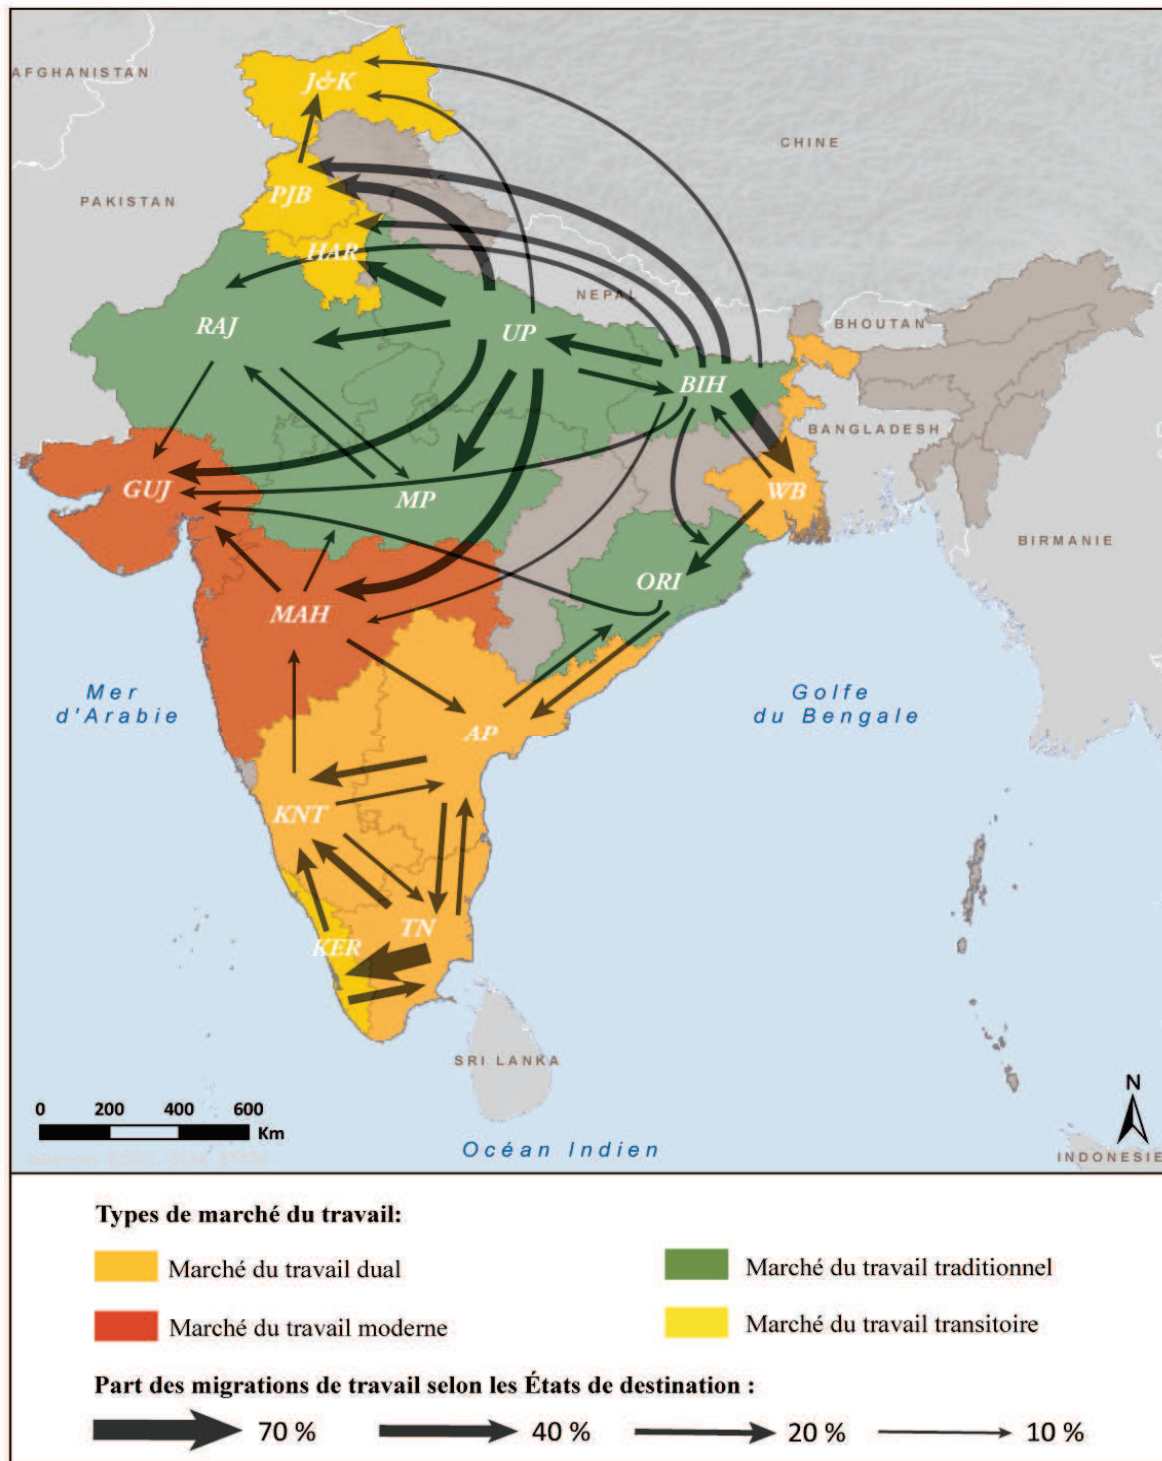 J&K
AFGHANISTAN
CHINE
PAKISTAN
PJB
HAR
NEPAL
RAJ
UP
BHOUTAN
BIH
BANGLADESH
GUJ
MP
WB
BIRMANIE
ORI
MAH
Mer
d'Arabie
Golfe
du Bengale
AP
KNT
TN
KER
SRI LANKA
0 200 400 600
Km
N
Océan Indien
INDONESIE
Types de marché du travail:
Marché du travail dual
Marché du travail traditionnel
Marché du travail moderne
Marché du travail transitoire
Part des migrations de travail selon les États de destination :
70 % 40 % 20 % 10 %